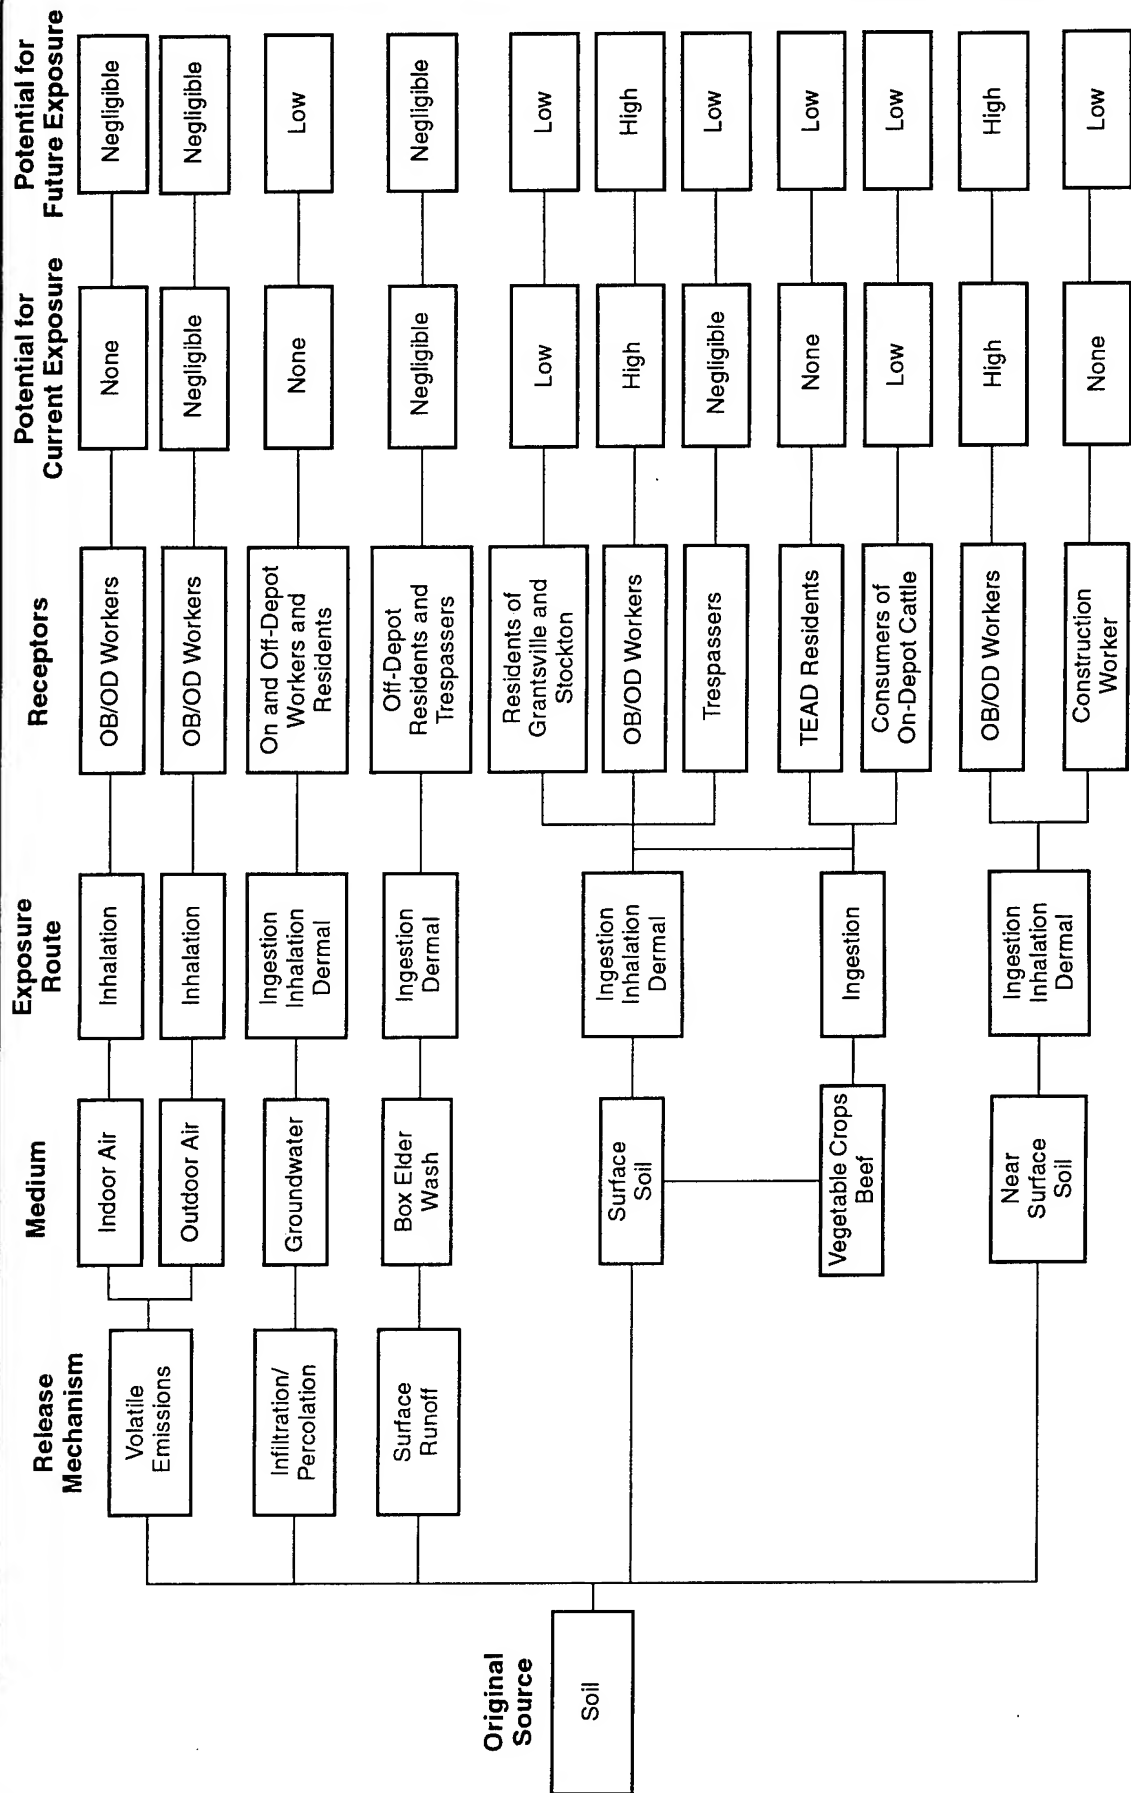 Original
Source
Release
Mechanism
Medium
Exposure
Route
Receptors
Potential for
Current Exposure
Potential for
Future Exposure
Soil
Volatile
Emissions
Indoor Air
Inhalation
OB/OD Workers
None
Negligible
Outdoor Air
Inhalation
OB/OD Workers
Negligible
Negligible
Infiltration/
Percolation
Groundwater
Ingestion
Inhalation
Dermal
On and Off-Depot
Workers and
Residents
None
Low
Surface
Runoff
Box Elder
Wash
Ingestion
Dermal
Off-Depot
Residents and
Trespassers
Negligible
Negligible
Surface
Soil
Ingestion
Inhalation
Dermal
Residents of
Grantsville and
Stockton
Low
Low
OB/OD Workers
High
High
Trespassers
Negligible
Low
Vegetable Crops
Beef
Ingestion
TEAD Residents
None
Low
Consumers of
On-Depot Cattle
Low
Low
Near
Surface
Soil
Ingestion
Inhalation
Dermal
OB/OD Workers
High
High
Construction
Worker
None
Low